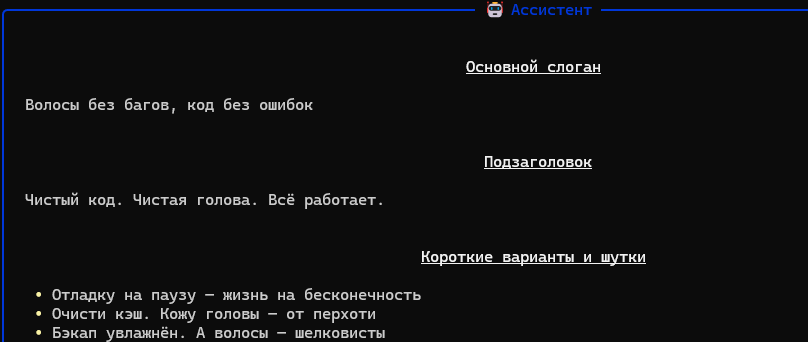 Ассистент
Основной слоган
Волосы без багов, код без ошибок
Подзаголовок
Чистый код. Чистая голова. Всё работает.
Короткие варианты и шутки
• Отладку на паузу — жизнь на бесконечность
• Очисти кэш. Кожу головы — от перхоти
• Бэкап увлажнён. А волосы — шелковисты